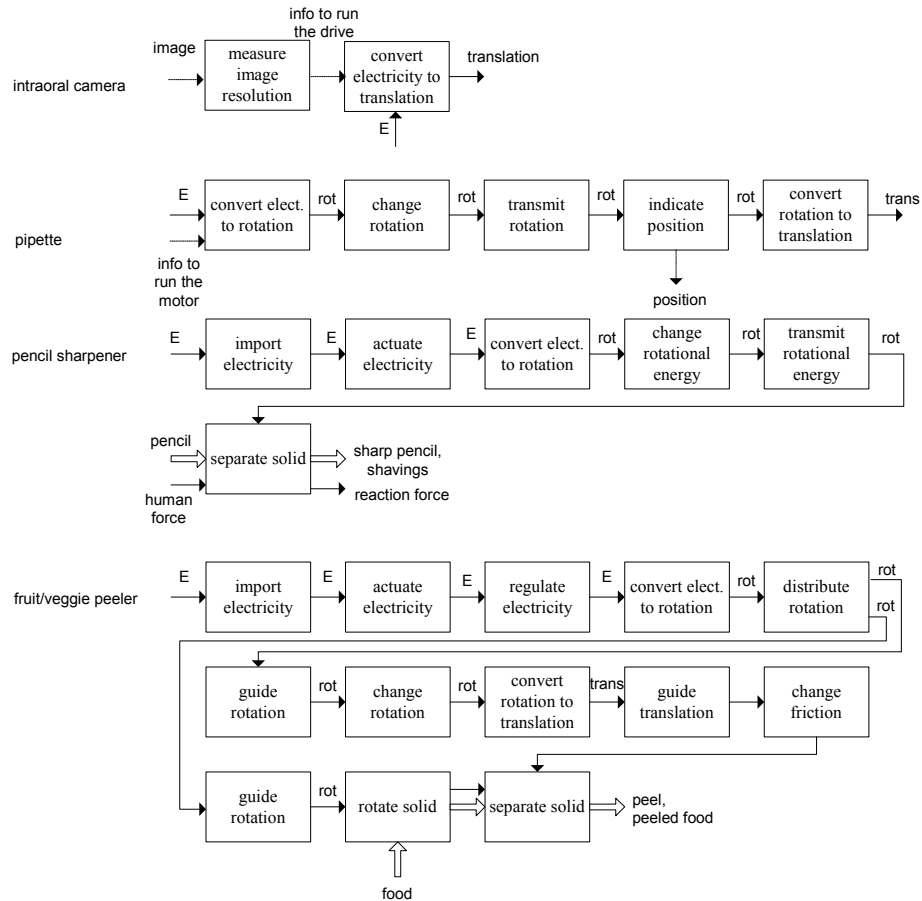 info to run
the drive
image
measure
image
resolution
convert
electricity to
translation
translation
intraoral camera
E
E
convert elect.
to rotation
rot
change
rotation
rot
transmit
rotation
rot
indicate
position
rot
convert
rotation to
translation
trans
pipette
info to
run the
motor
position
pencil sharpener
E
import
electricity
E
actuate
electricity
E
convert elect.
to rotation
rot
change
rotational
energy
rot
transmit
rotational
energy
rot
pencil
separate solid
sharp pencil,
shavings
human
force
reaction force
fruit/veggie peeler
E
import
electricity
E
actuate
electricity
E
regulate
electricity
E
convert elect.
to rotation
rot
distribute
rotation
rot
rot
guide
rotation
rot
change
rotation
rot
convert
rotation to
translation
trans
guide
translation
change
friction
guide
rotation
rot
rotate solid
separate solid
peel,
peeled food
food